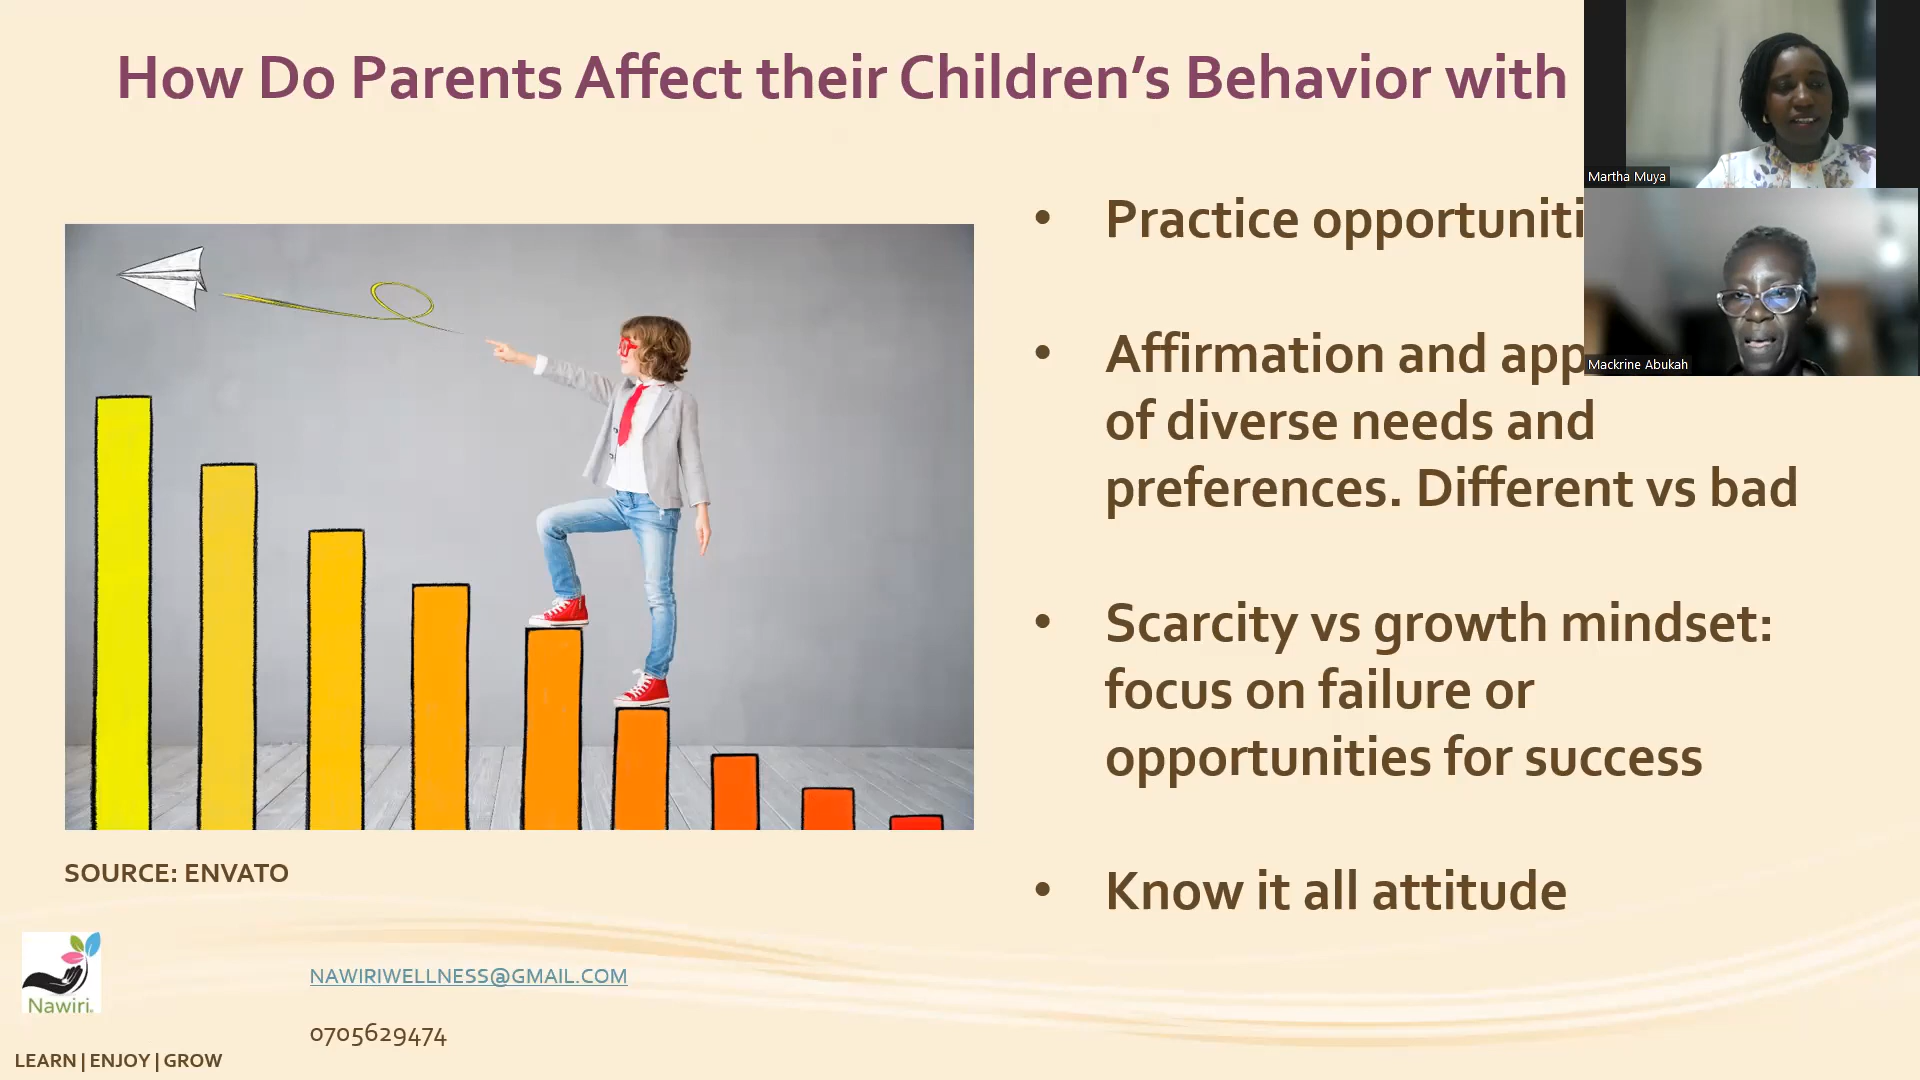 How Do Parents Affect their Children's Behavior with
Martha Muya
• Practice opportuniti
Mackrine Abukah
• Affirmation and app
of diverse needs and
preferences. Different vs bad
• Scarcity vs growth mindset:
focus on failure or
opportunities for success
• Know it all attitude
SOURCE: ENVATO
Nawiri
NAWIRIWELLNESS@GMAIL.COM
0705629474
LEARN | ENJOY | GROW